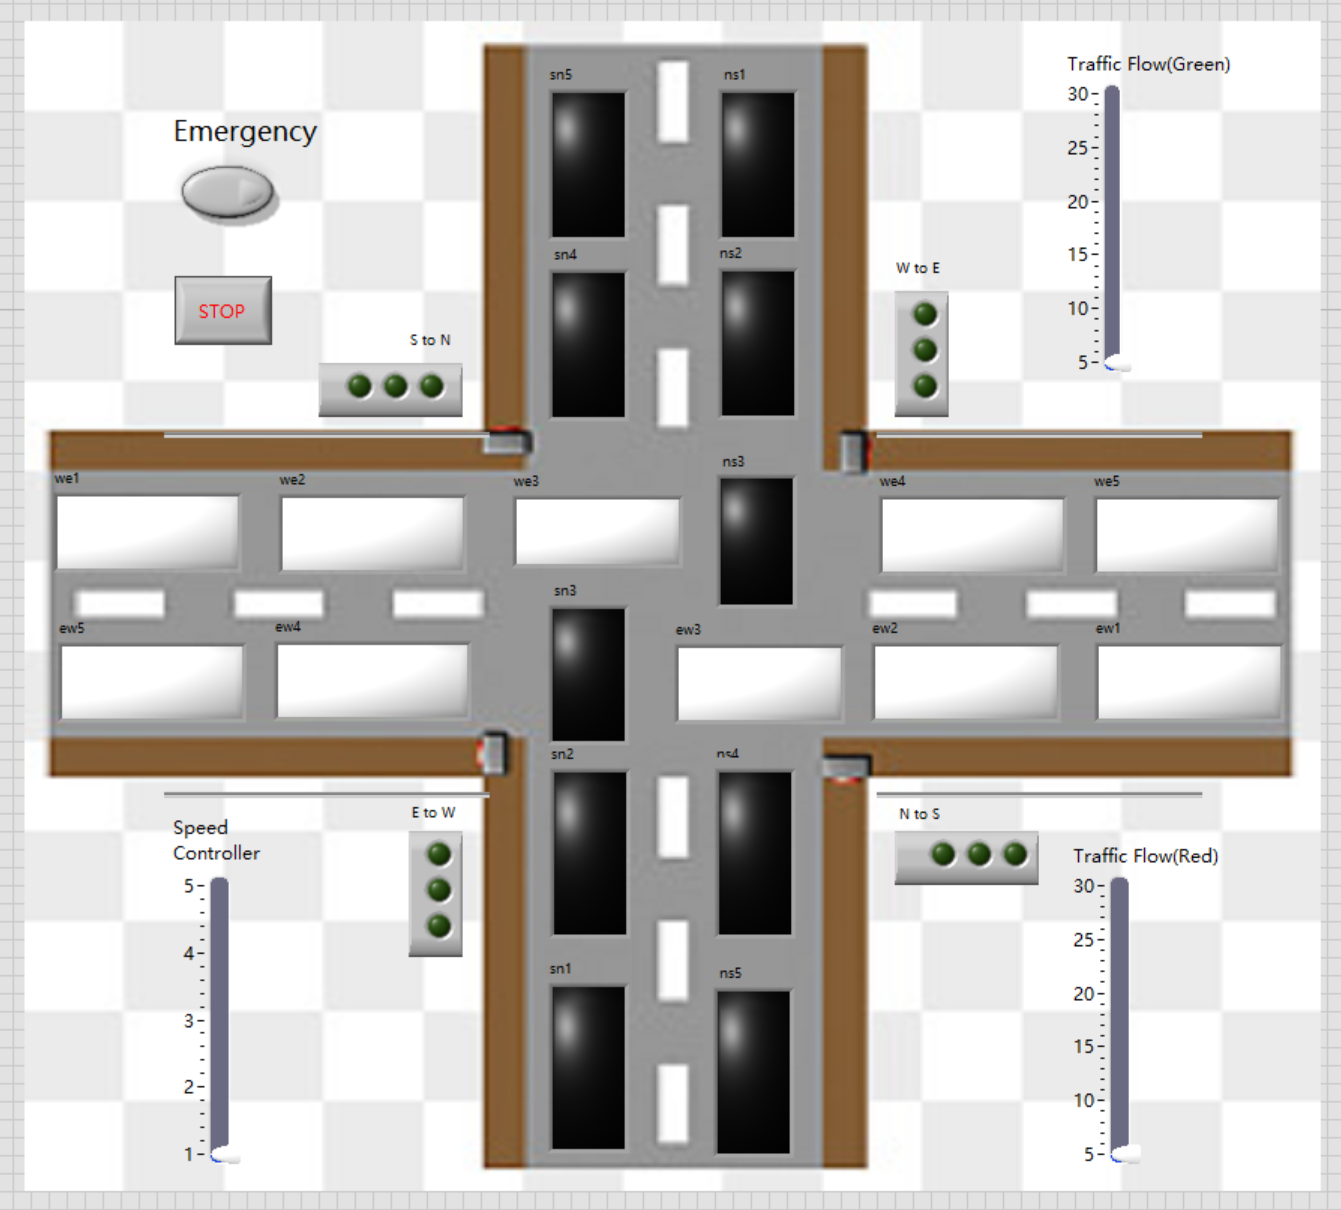 Traffic Flow(Green)
30
25
20
15
10
5
Emergency
STOP
S to N
W to E
sn5
ns1
sn4
ns2
we1
we2
we3
ns3
we4
we5
sn3
ew5
ew4
ew3
ew2
ew1
sn2
ns4
E to W
N to S
Speed
Controller
5
4
3
2
1
Traffic Flow(Red)
30
25
20
15
10
5
sn1
ns5